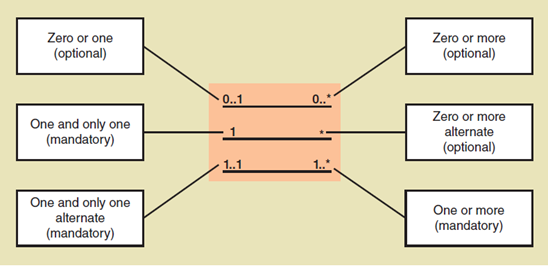 Zero or one
(optional)
Zero or more
(optional)
0..1
0..*
One and only one
(mandatory)
1
*
Zero or more
alternate
(optional)
1..1
1..*
One and only one
alternate
(mandatory)
One or more
(mandatory)